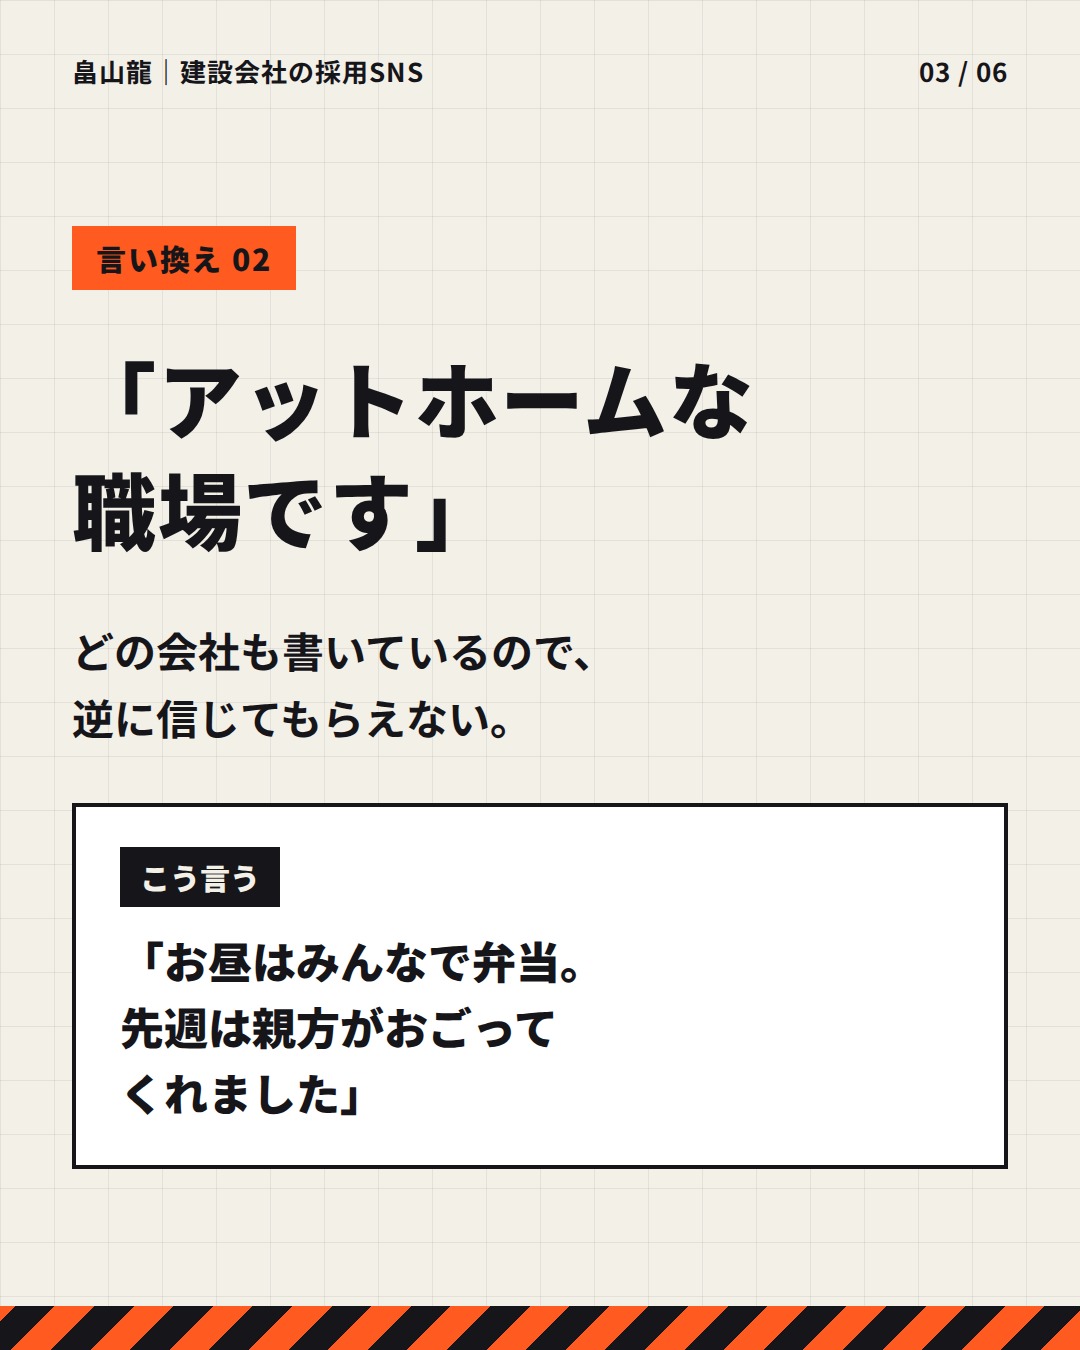 畠山龍｜建設会社の採用SNS
03 / 06
言い換え 02
「アットホームな
職場です」
どの会社も書いているので、
逆に信じてもらえない。
こう言う
「お昼はみんなで弁当。
先週は親方がおごって
くれました」